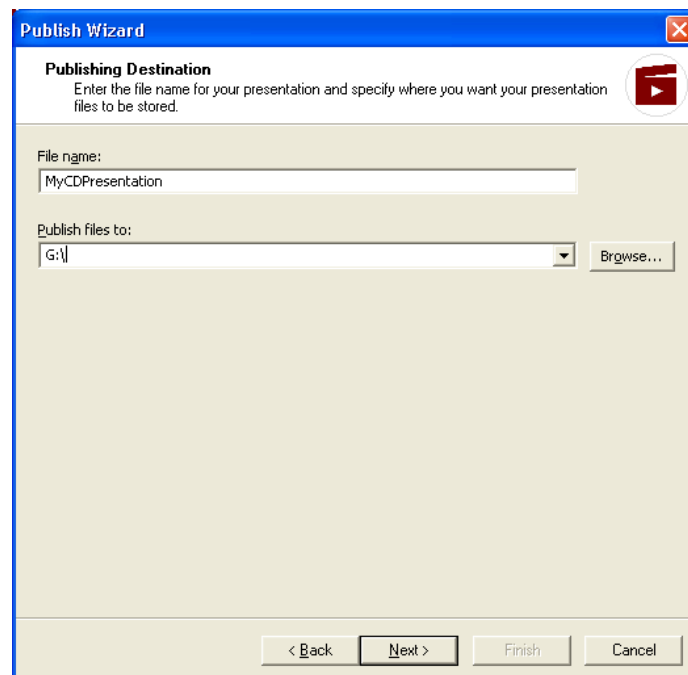 Publish Wizard
Publishing Destination
Enter the file name for your presentation and specify where you want your presentation
files to be stored.
File name:
MyCDPresentation
Publish files to:
G:\
Browse...
< Back
Next >
Finish
Cancel